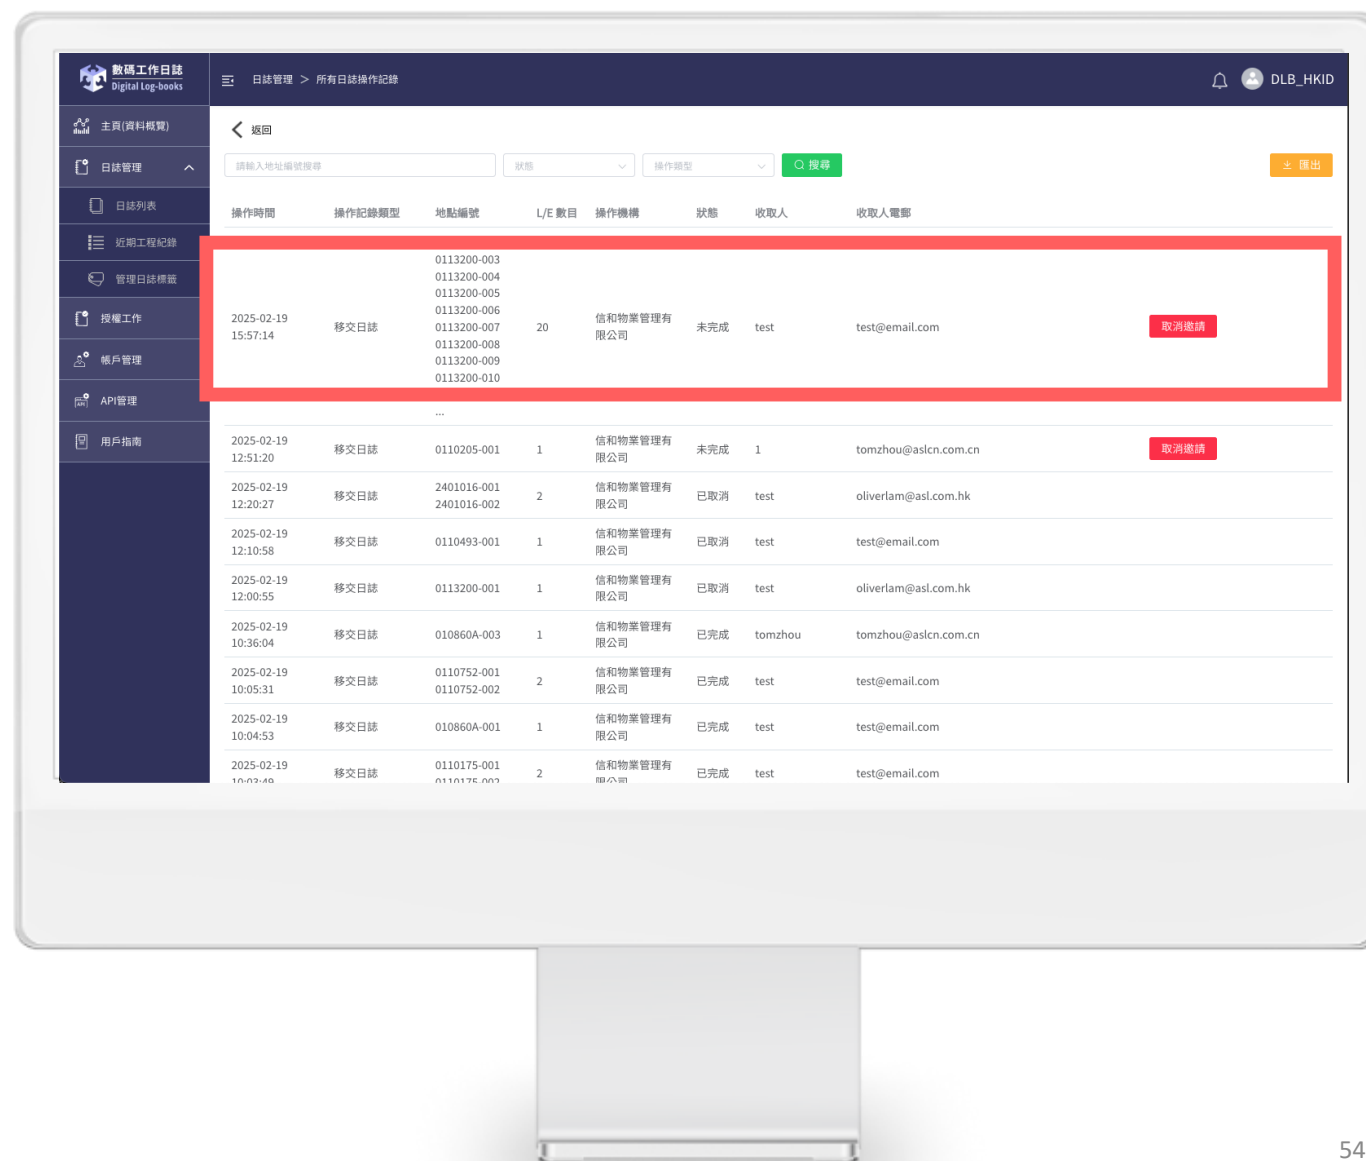 數碼工作日誌
Digital Log-books
日誌管理 > 所有日誌操作記錄
DLB_HKID
主頁(資料概覽)
日誌管理
日誌列表
近期工程紀錄
管理日誌標籤
授權工作
帳戶管理
API管理
用戶指南
返回
請輸入地址編號搜尋
狀態
操作類型
搜尋
匯出
操作時間 操作記錄類型 地點編號 L/E 數目 操作機構 狀態 收取人 收取人電郵
0113200-003
0113200-004
0113200-005
0113200-006
2025-02-19 信和物業管理有
移交日誌 0113200-007 20 未完成 test test@email.com 取消邀請
15:57:14 限公司
0113200-008
0113200-009
0113200-010
...
2025-02-19 信和物業管理有
移交日誌 0110205-001 1 未完成 1 tomzhou@aslcn.com.cn 取消邀請
12:51:20 限公司
2025-02-19 2401016-001 信和物業管理有
移交日誌 2 已取消 test oliverlam@asl.com.hk
12:20:27 2401016-002 限公司
2025-02-19 信和物業管理有
移交日誌 0110493-001 1 已取消 test test@email.com
12:10:58 限公司
2025-02-19 信和物業管理有
移交日誌 0113200-001 1 已取消 test oliverlam@asl.com.hk
12:00:55 限公司
2025-02-19 信和物業管理有
移交日誌 010860A-003 1 已完成 tomzhou tomzhou@aslcn.com.cn
10:36:04 限公司
2025-02-19 0110752-001 信和物業管理有
移交日誌 2 已完成 test test@email.com
10:05:31 0110752-002 限公司
2025-02-19 信和物業管理有
移交日誌 010860A-001 1 已完成 test test@email.com
10:04:53 限公司
2025-02-19 0110175-001 信和物業管理有
移交日誌 2 已完成 test test@email.com
10:03:49 0110175-002 限公司
54